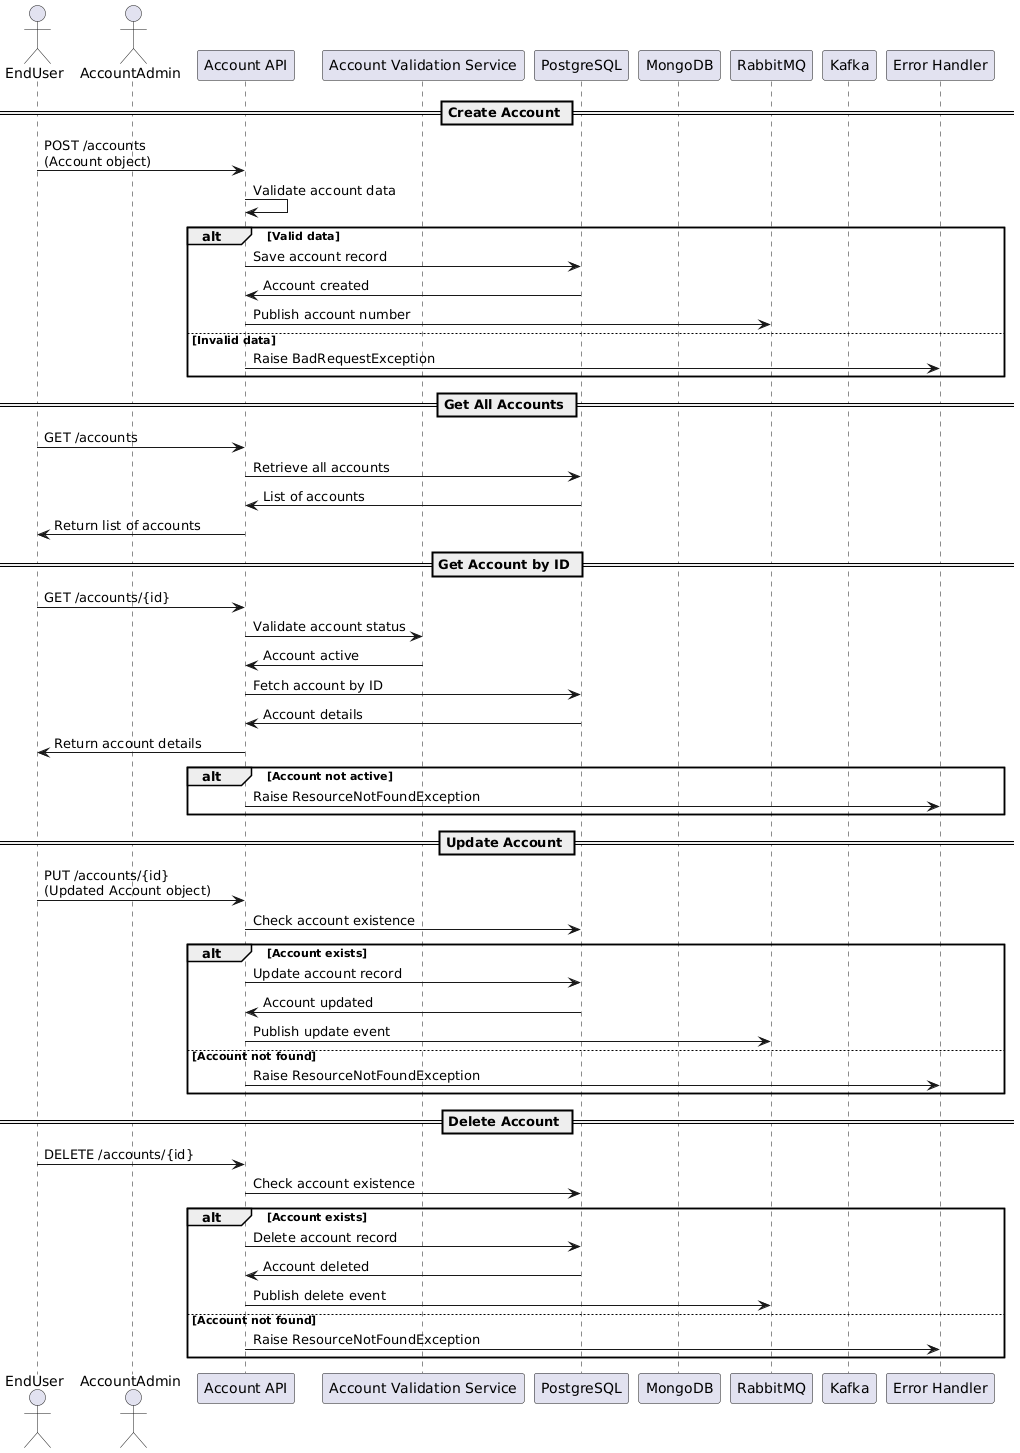 EndUser AccountAdmin Account API Account Validation Service PostgreSQL MongoDB RabbitMQ Kafka Error Handler
Create Account
POST /accounts
(Account object)
Validate account data
alt [Valid data]
Save account record
Account created
Publish account number
[Invalid data]
Raise BadRequestException
Get All Accounts
GET /accounts
Retrieve all accounts
List of accounts
Return list of accounts
Get Account by ID
GET /accounts/{id}
Validate account status
Account active
Fetch account by ID
Account details
Return account details
alt [Account not active]
Raise ResourceNotFoundException
Update Account
PUT /accounts/{id}
(Updated Account object)
Check account existence
alt [Account exists]
Update account record
Account updated
Publish update event
[Account not found]
Raise ResourceNotFoundException
Delete Account
DELETE /accounts/{id}
Check account existence
alt [Account exists]
Delete account record
Account deleted
Publish delete event
[Account not found]
Raise ResourceNotFoundException
EndUser AccountAdmin Account API Account Validation Service PostgreSQL MongoDB RabbitMQ Kafka Error Handler